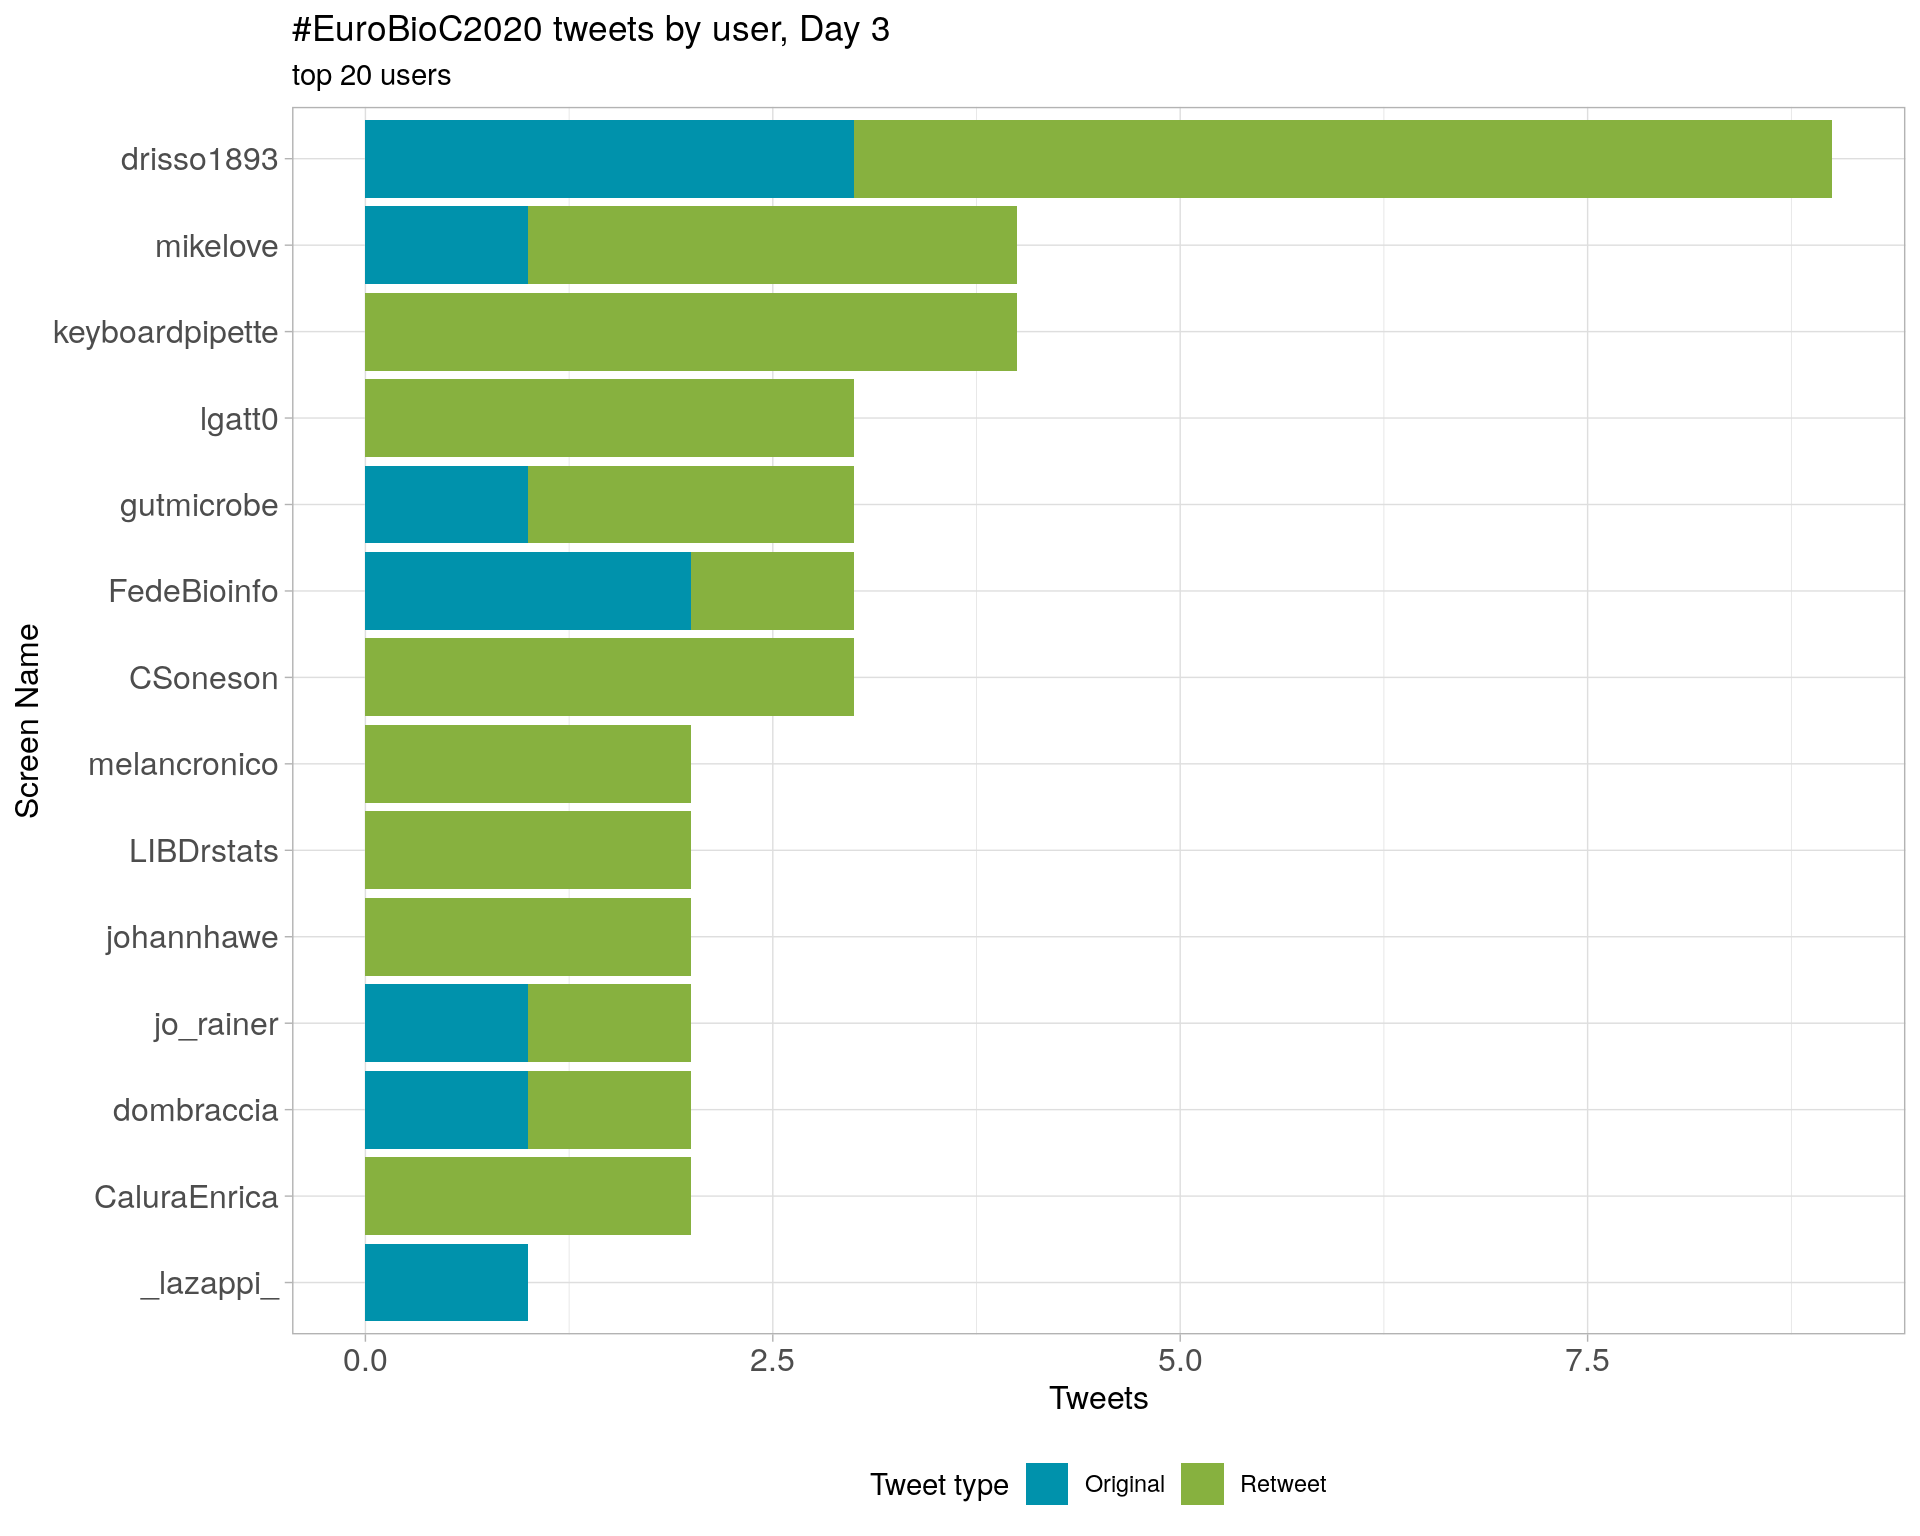 #EuroBioC2020 tweets by user, Day 3
top 20 users
Screen Name
drisso1893
mikelove
keyboardpipette
lgatt0
gutmicrobe
FedeBioinfo
CSoneson
melancronico
LIBDrstats
johannhawe
jo_rainer
dombraccia
CaluraEnrica
_lazappi_
0.0 2.5 5.0 7.5
Tweets
Tweet type Original Retweet